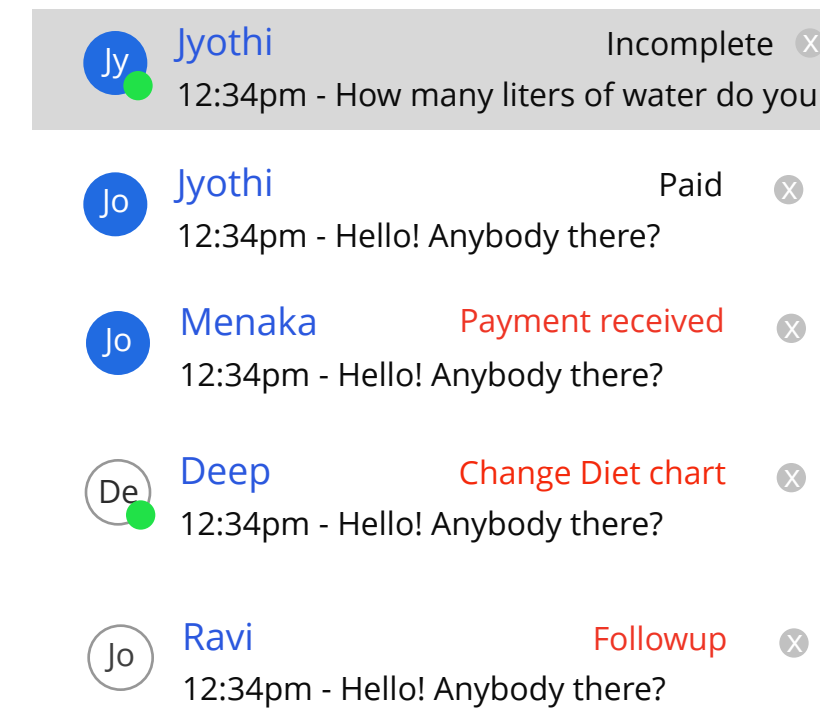 Jy Jyothi Incomplete X
12:34pm - How many liters of water do you
Jo Jyothi Paid X
12:34pm - Hello! Anybody there?
Jo Menaka Payment received X
12:34pm - Hello! Anybody there?
De Deep Change Diet chart X
12:34pm - Hello! Anybody there?
Jo Ravi Followup X
12:34pm - Hello! Anybody there?